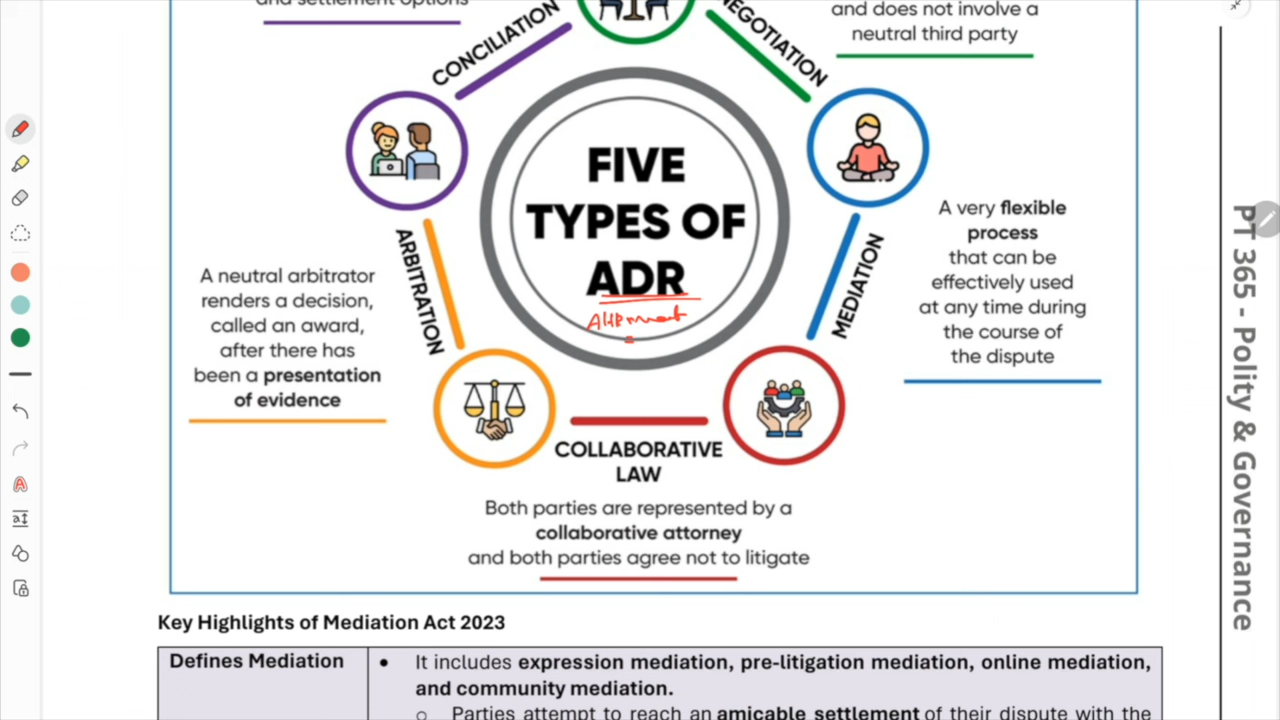 and settlement options
CONCILIATION
NEGOTIATION
and does not involve a
neutral third party
FIVE
TYPES OF
ADR
ARBITRATION
A neutral arbitrator
renders a decision,
called an award,
after there has
been a presentation
of evidence
MEDIATION
A very flexible
process
that can be
effectively used
at any time during
the course of
the dispute
COLLABORATIVE
LAW
Both parties are represented by a
collaborative attorney
and both parties agree not to litigate
PT 365 - Polity & Governance
Key Highlights of Mediation Act 2023
Defines Mediation
• It includes expression mediation, pre-litigation mediation, online mediation,
and community mediation.
o Parties attempt to reach an amicable settlement of their dispute with the